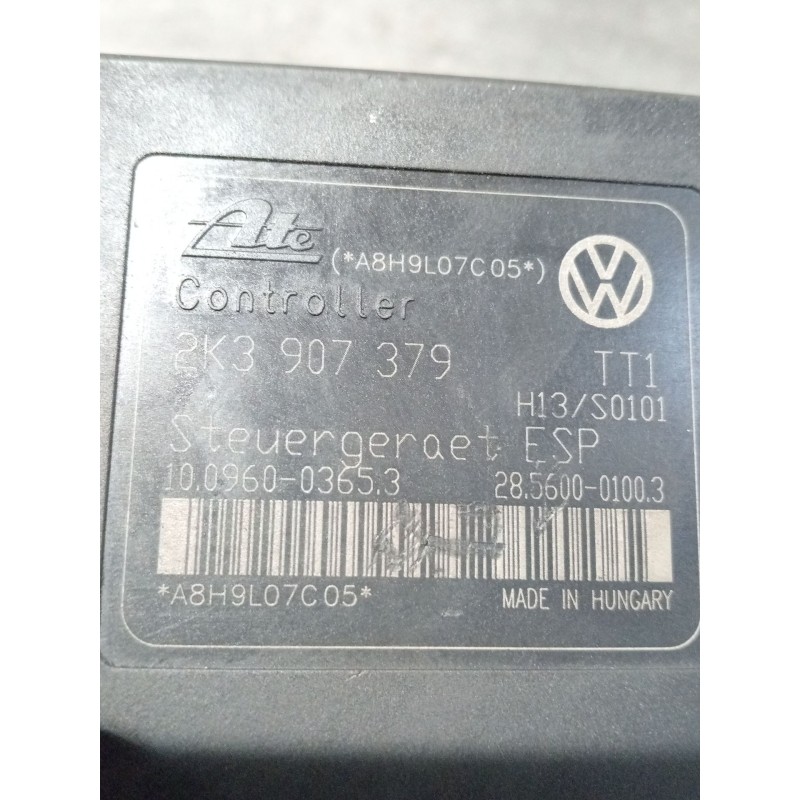 Ate (*A8H9L07C05*)
Controller
2K3 907 379 TT1
H13/S0101
Steuergeraet ESP
10.0960-0365.3 28.5600-0100.3
*A8H9L07C05* MADE IN HUNGARY